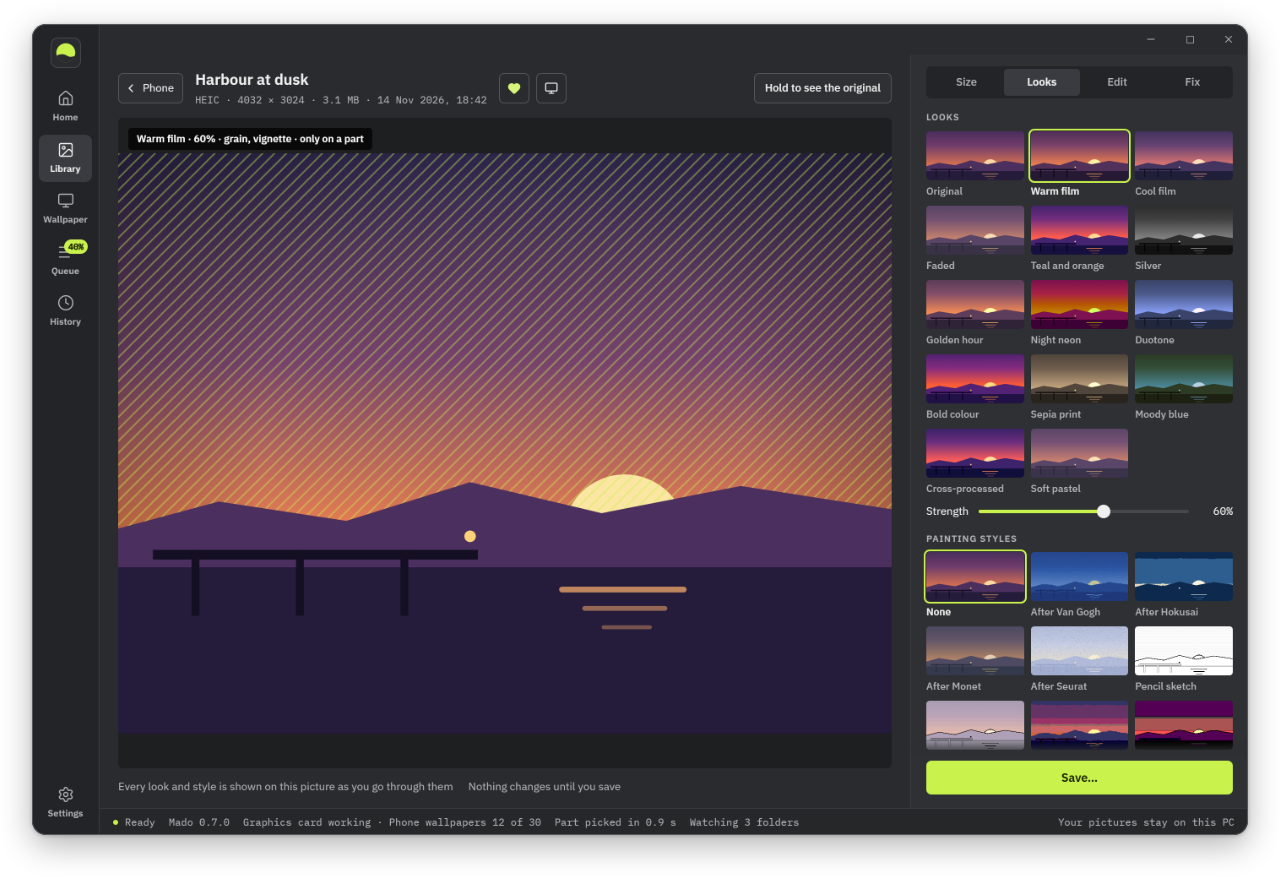 Home
Library
Wallpaper
40%
Queue
History
Settings
Phone
Harbour at dusk
HEIC · 4032 × 3024 · 3.1 MB · 14 Nov 2026, 18:42
Hold to see the original
Warm film · 60% · grain, vignette · only on a part
Every look and style is shown on this picture as you go through them
Nothing changes until you save
Size
Looks
Edit
Fix
LOOKS
Original
Warm film
Cool film
Faded
Teal and orange
Silver
Golden hour
Night neon
Duotone
Bold colour
Sepia print
Moody blue
Cross-processed
Soft pastel
Strength
60%
PAINTING STYLES
None
After Van Gogh
After Hokusai
After Monet
After Seurat
Pencil sketch
Save...
Ready
Mado 0.7.0
Graphics card working · Phone wallpapers 12 of 30
Part picked in 0.9 s
Watching 3 folders
Your pictures stay on this PC